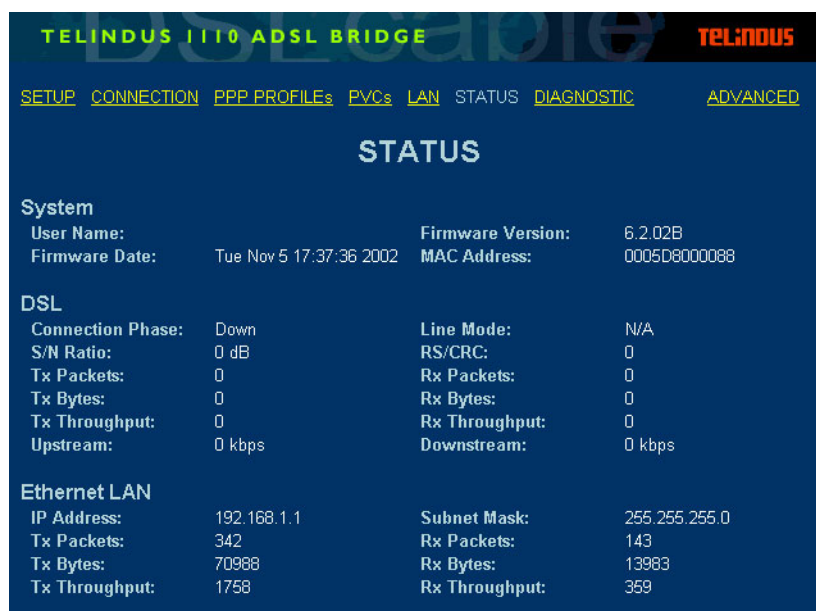 DSLcable
TELINDUS 1110 ADSL BRIDGE TELINDUS
SETUP CONNECTION PPP PROFILEs PVCs LAN STATUS DIAGNOSTIC ADVANCED
STATUS
System
User Name: Firmware Version: 6.2.02B
Firmware Date: Tue Nov 5 17:37:36 2002 MAC Address: 0005D8000088
DSL
Connection Phase: Down Line Mode: N/A
S/N Ratio: 0 dB RS/CRC: 0
Tx Packets: 0 Rx Packets: 0
Tx Bytes: 0 Rx Bytes: 0
Tx Throughput: 0 Rx Throughput: 0
Upstream: 0 kbps Downstream: 0 kbps
Ethernet LAN
IP Address: 192.168.1.1 Subnet Mask: 255.255.255.0
Tx Packets: 342 Rx Packets: 143
Tx Bytes: 70988 Rx Bytes: 13983
Tx Throughput: 1758 Rx Throughput: 359